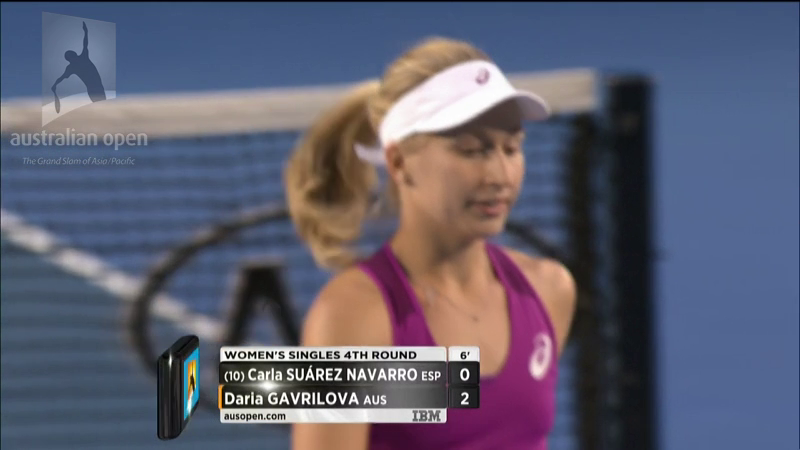 australian open
The Grand Slam of Asia/Pacific
WOMEN'S SINGLES 4TH ROUND 6'
(10) Carla SUÁREZ NAVARRO ESP 0
Daria GAVRILOVA AUS 2
ausopen.com IBM